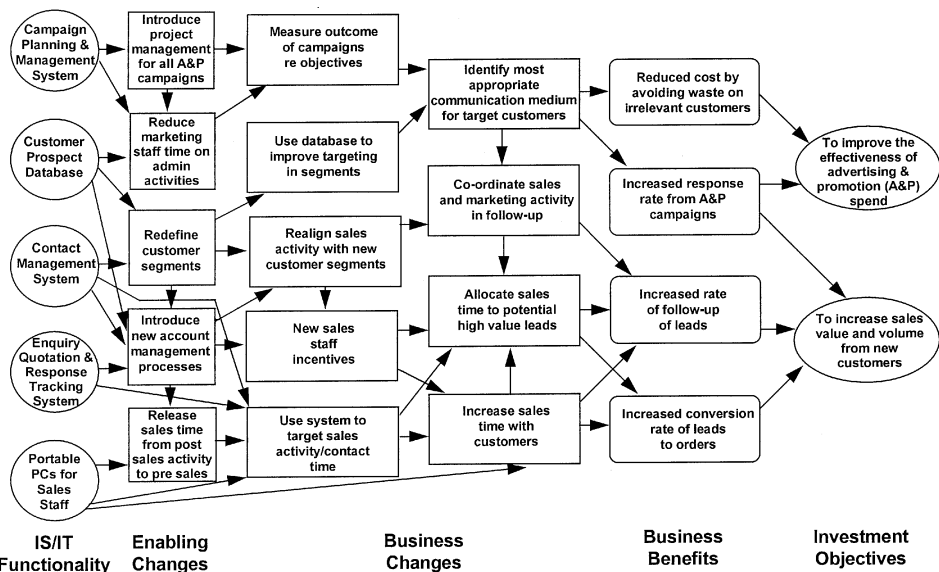 Campaign
Planning &
Management
System
Customer
Prospect
Database
Contact
Management
System
Enquiry
Quotation &
Response
Tracking
System
Portable
PCs for
Sales
Staff
Introduce
project
management
for all A&P
campaigns
Reduce
marketing
staff time on
admin
activities
Redefine
customer
segments
Introduce
new account
management
processes
Release
sales time
from post
sales activity
to pre sales
Measure outcome
of campaigns
re objectives
Use database to
improve targeting
in segments
Realign sales
activity with new
customer segments
New sales
staff
incentives
Use system to
target sales
activity/contact
time
Identify most
appropriate
communication medium
for target customers
Co-ordinate sales
and marketing activity
in follow-up
Allocate sales
time to potential
high value leads
Increase sales
time with
customers
Reduced cost by
avoiding waste on
irrelevant customers
Increased response
rate from A&P
campaigns
Increased rate
of follow-up
of leads
Increased conversion
rate of leads
to orders
To improve the
effectiveness of
advertising &
promotion (A&P)
spend
To increase sales
value and volume
from new
customers
IS/IT
Functionality
Enabling
Changes
Business
Changes
Business
Benefits
Investment
Objectives